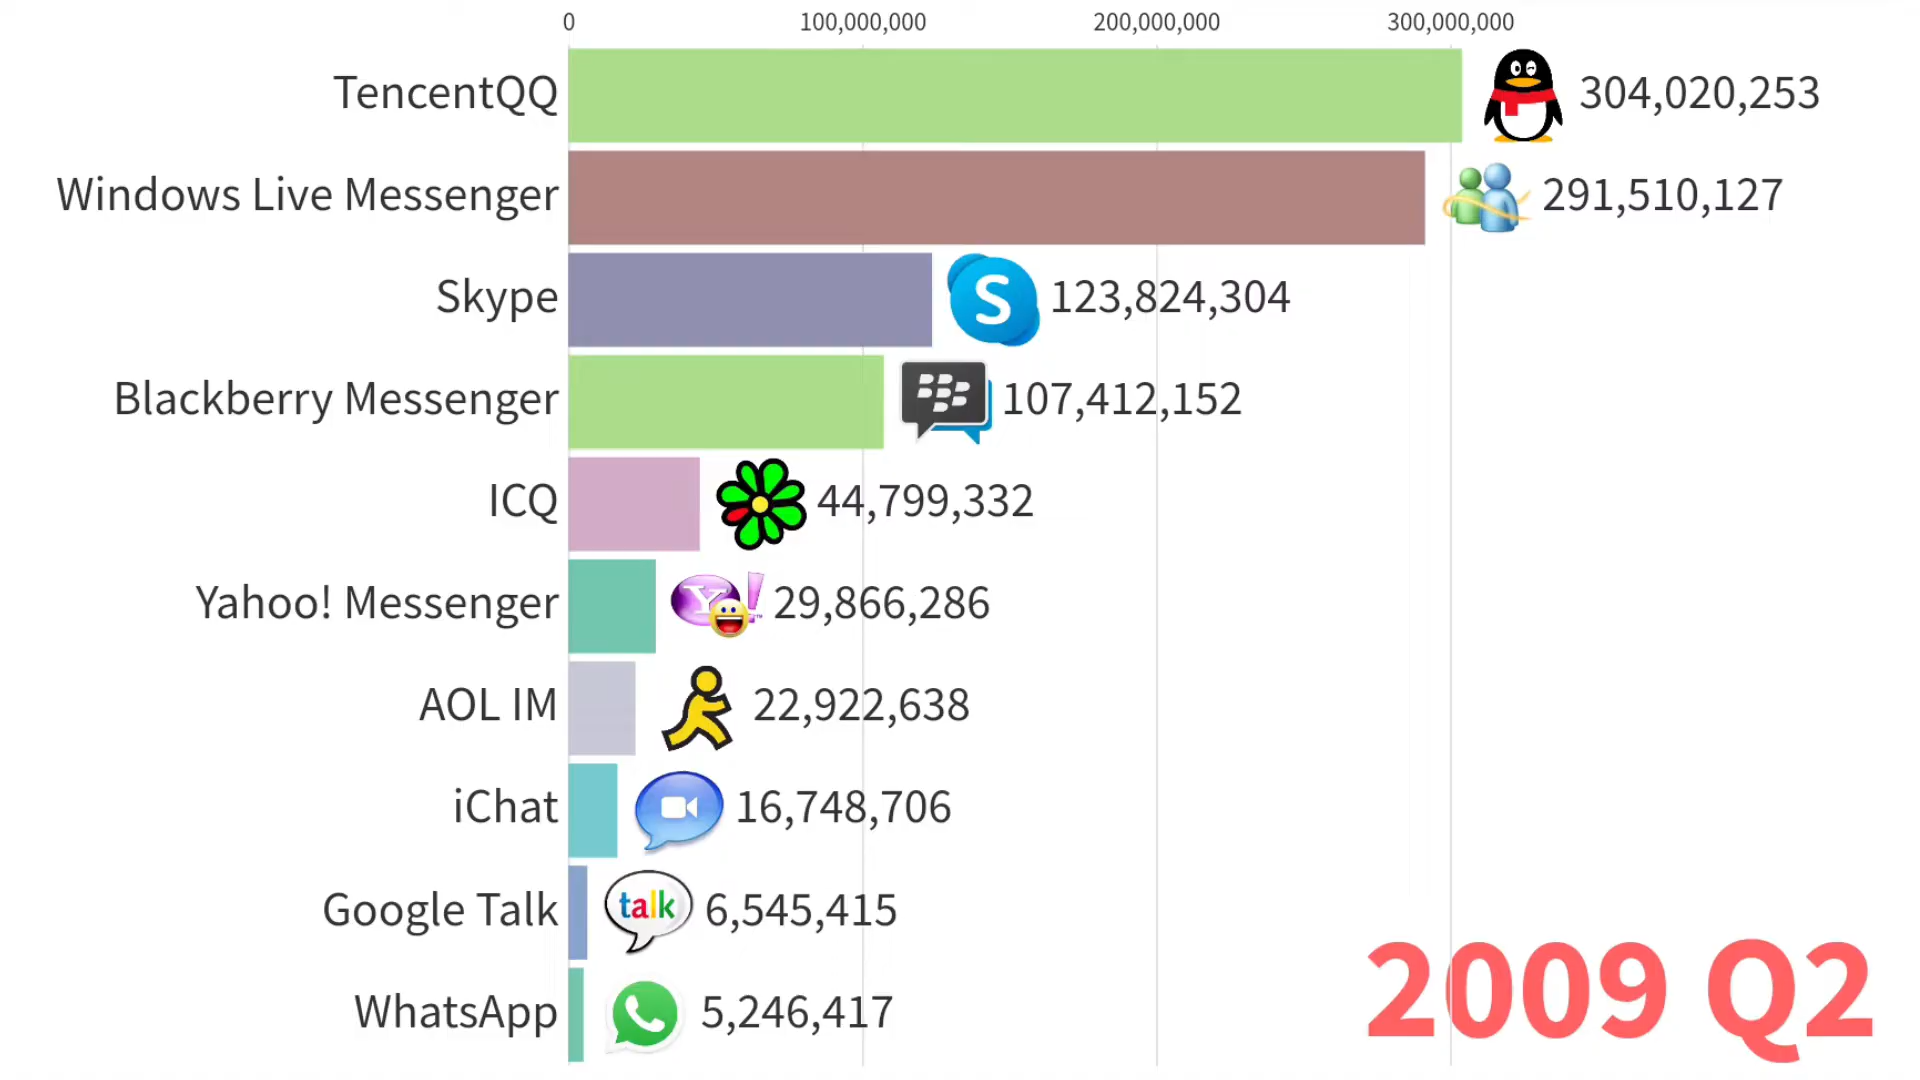 0 100,000,000 200,000,000 300,000,000
TencentQQ 304,020,253
Windows Live Messenger 291,510,127
Skype S 123,824,304
Blackberry Messenger 107,412,152
ICQ 44,799,332
Yahoo! Messenger Y! 29,866,286
AOL IM 22,922,638
iChat 16,748,706
Google Talk talk 6,545,415
WhatsApp 5,246,417
2009 Q2